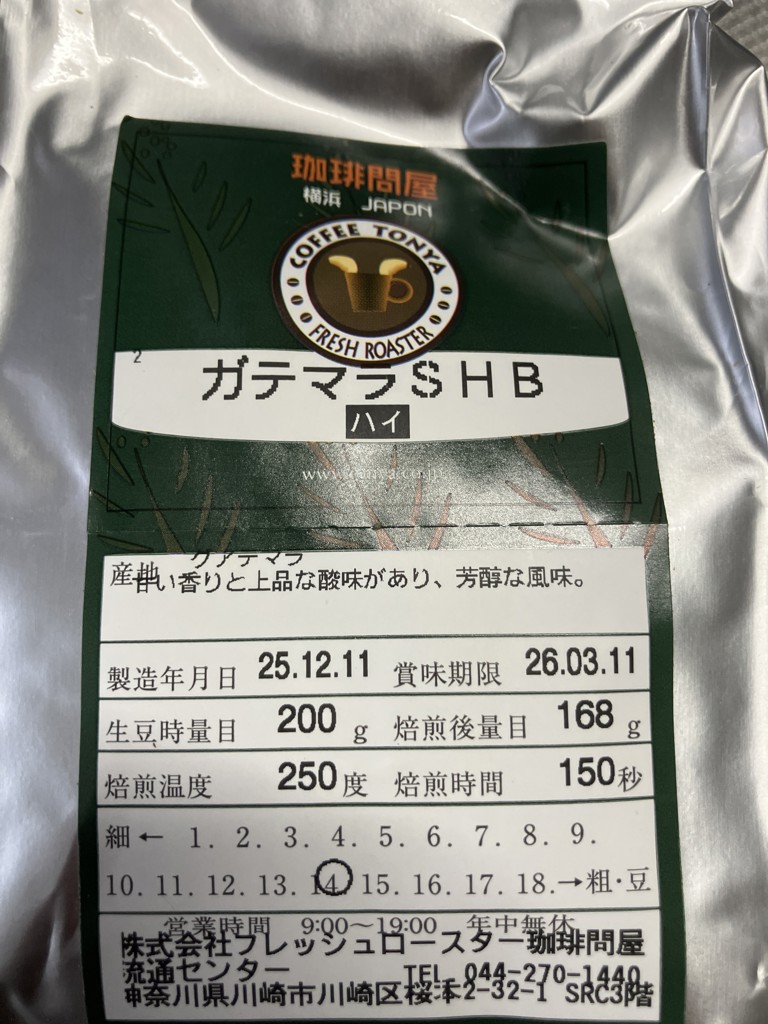 珈琲問屋
横浜 JAPON
COFFEE TONYA
FRESH ROASTER
2
ガテマラSHB
ハイ
www.tonya.co.jp
産地 グアテマラ
甘い香りと上品な酸味があり、芳醇な風味。
製造年月日 25.12.11 賞味期限 26.03.11
生豆時量目 200 g 焙煎後量目 168 g
焙煎温度 250度 焙煎時間 150秒
細← 1. 2. 3. 4. 5. 6. 7. 8. 9.
10. 11. 12. 13. 14. 15. 16. 17. 18.→粗・豆
営業時間 9:00～19:00 年中無休
株式会社フレッシュロースター珈琲問屋
流通センター TEL 044-270-1440
神奈川県川崎市川崎区桜本2-32-1 SRC3階